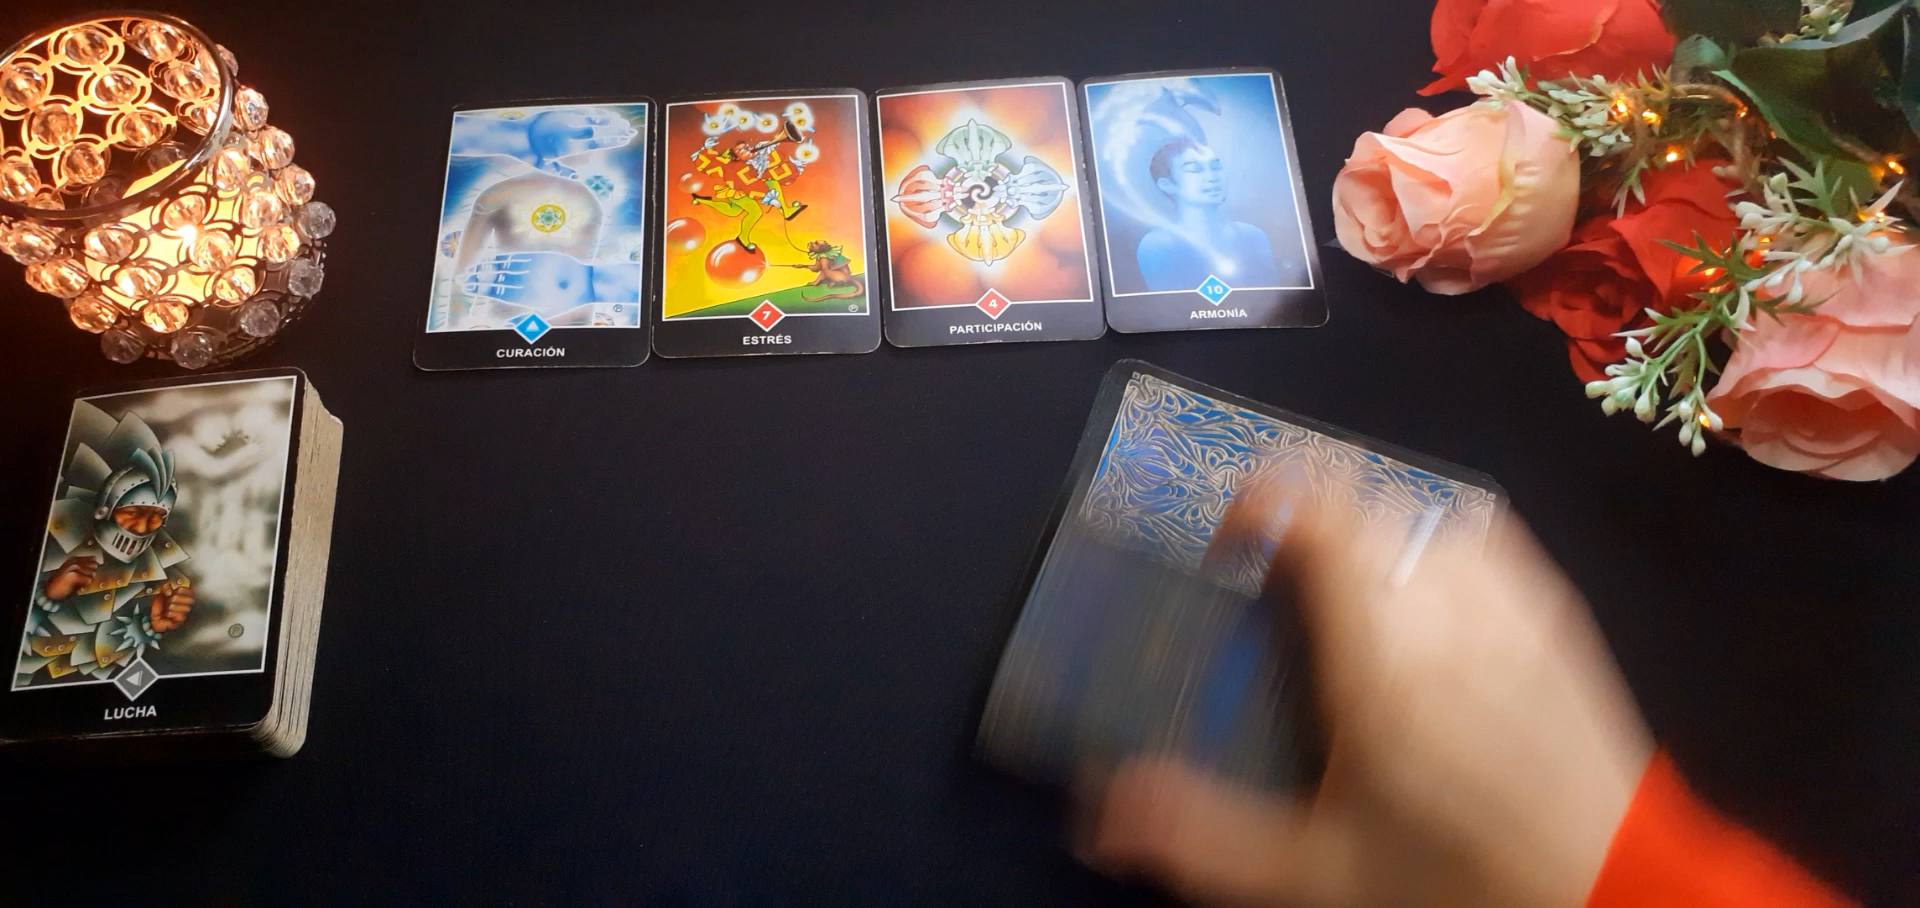 CURACIÓN
7
ESTRÉS
4
PARTICIPACIÓN
10
ARMONÍA
LUCHA